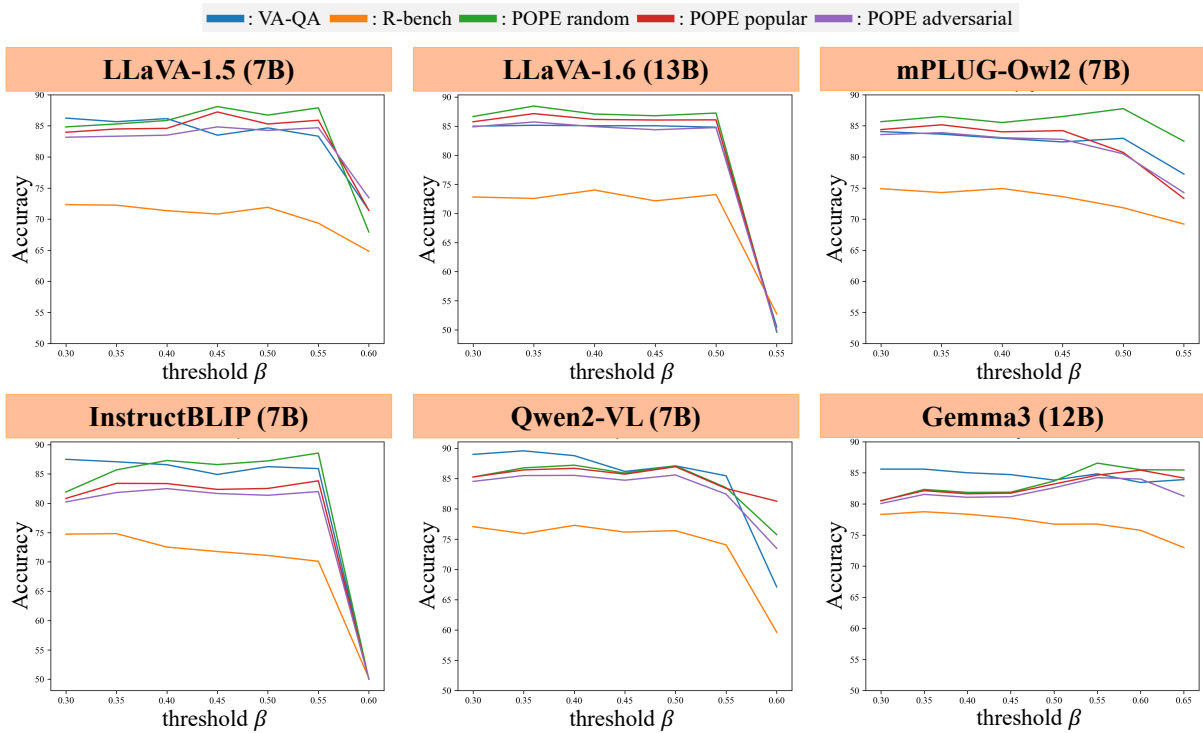 : VA-QA : R-bench : POPE random : POPE popular : POPE adversarial
LLaVA-1.5 (7B)
90
85
80
75
70
65
60
55
50
Accuracy
0.30 0.35 0.40 0.45 0.50 0.55 0.60
threshold β
LLaVA-1.6 (13B)
90
85
80
75
70
65
60
55
50
Accuracy
0.30 0.35 0.40 0.45 0.50 0.55
threshold β
mPLUG-Owl2 (7B)
90
85
80
75
70
65
60
55
50
Accuracy
0.30 0.35 0.40 0.45 0.50 0.55
threshold β
InstructBLIP (7B)
90
85
80
75
70
65
60
55
50
Accuracy
0.30 0.35 0.40 0.45 0.50 0.55 0.60
threshold β
Qwen2-VL (7B)
90
85
80
75
70
65
60
55
50
Accuracy
0.30 0.35 0.40 0.45 0.50 0.55 0.60
threshold β
Gemma3 (12B)
90
85
80
75
70
65
60
55
50
Accuracy
0.30 0.35 0.40 0.45 0.50 0.55 0.60 0.65
threshold β